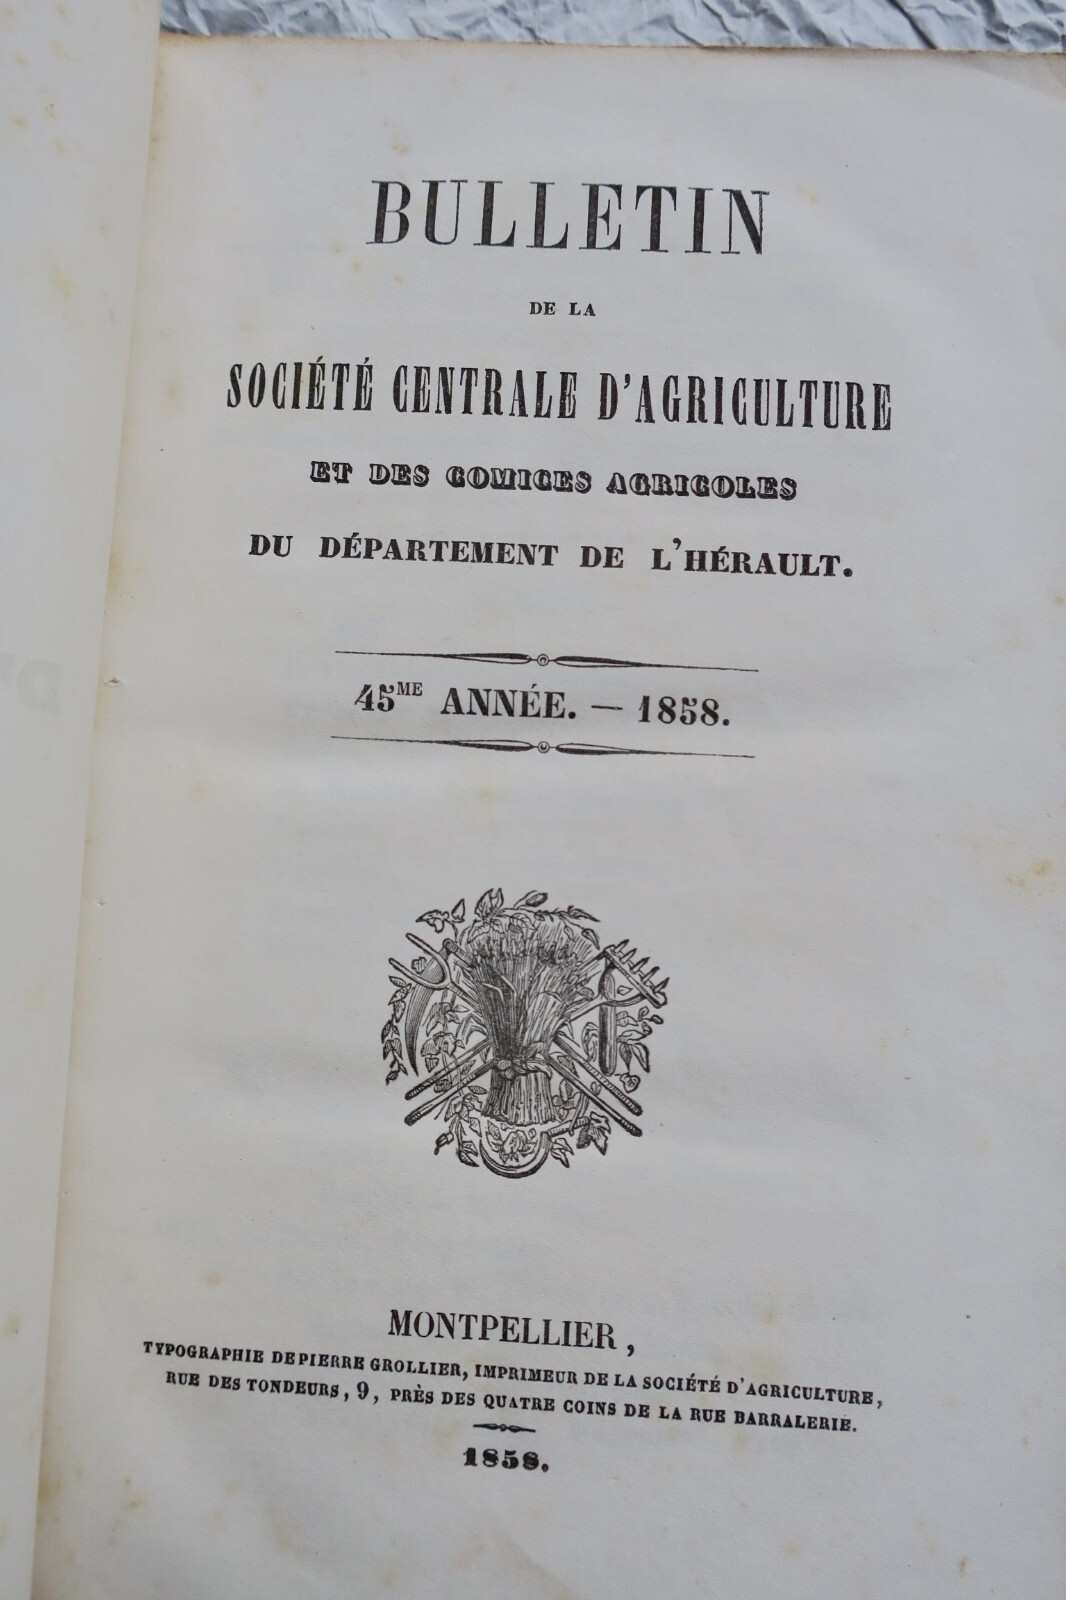 BULLETIN
DE LA
SOCIÉTÉ CENTRALE D'AGRICULTURE
ET DES COMICES AGRICOLES
DU DÉPARTEMENT DE L'HÉRAULT.
45ME ANNÉE. — 1858.
MONTPELLIER,
TYPOGRAPHIE DE PIERRE GROLLIER, IMPRIMEUR DE LA SOCIÉTÉ D'AGRICULTURE,
RUE DES TONDEURS, 9, PRÈS DES QUATRE COINS DE LA RUE BARRALERIE.
1858.